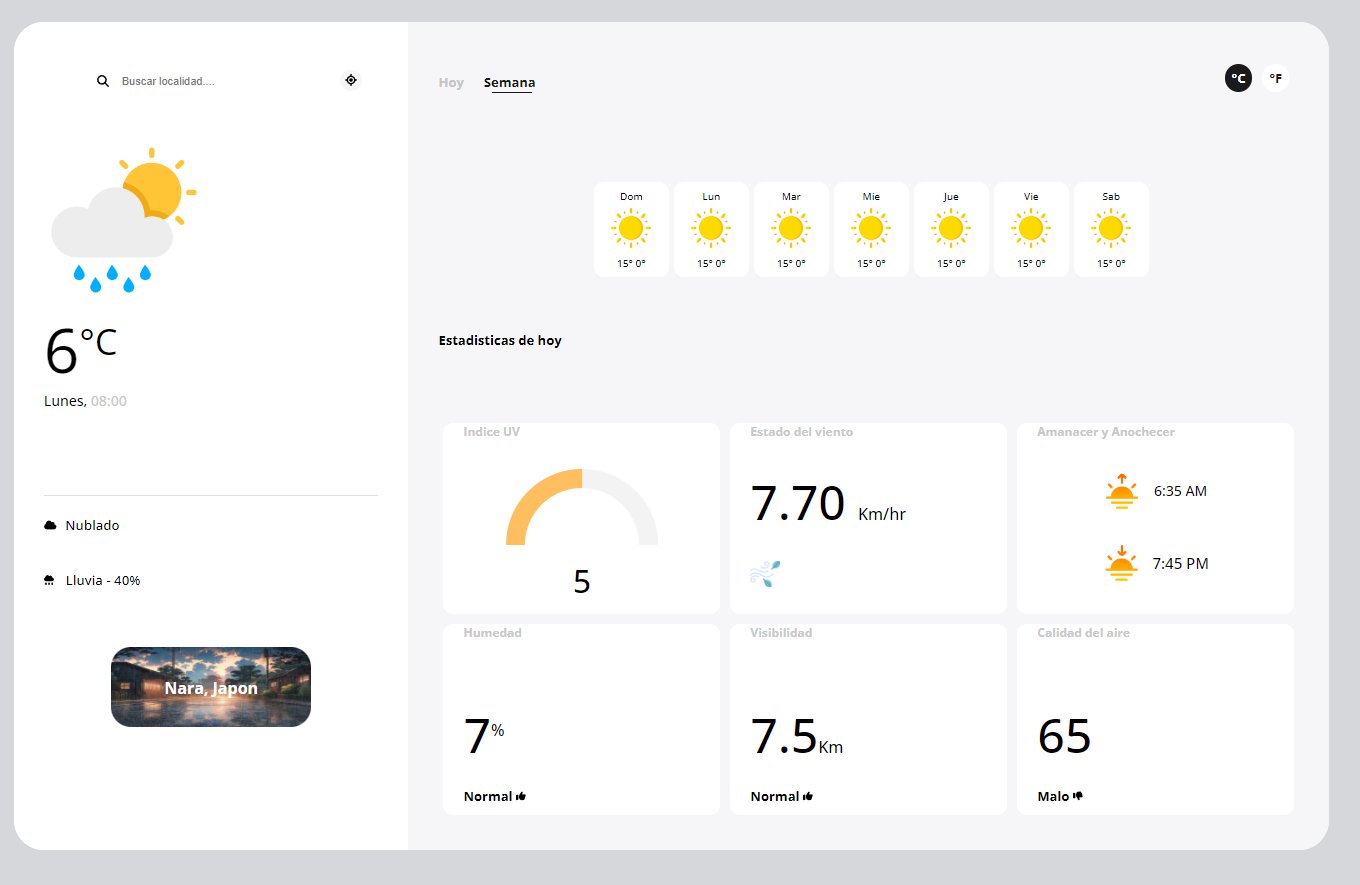 Buscar localidad....
6°C
Lunes, 08:00
Nublado
Lluvia - 40%
Nara, Japon
Hoy Semana
°C °F
Dom Lun Mar Mie Jue Vie Sab
15° 0° 15° 0° 15° 0° 15° 0° 15° 0° 15° 0° 15° 0°
Estadisticas de hoy
Indice UV
5
Estado del viento
7.70 Km/hr
Amanacer y Anochecer
6:35 AM
7:45 PM
Humedad
7%
Normal
Visibilidad
7.5Km
Normal
Calidad del aire
65
Malo